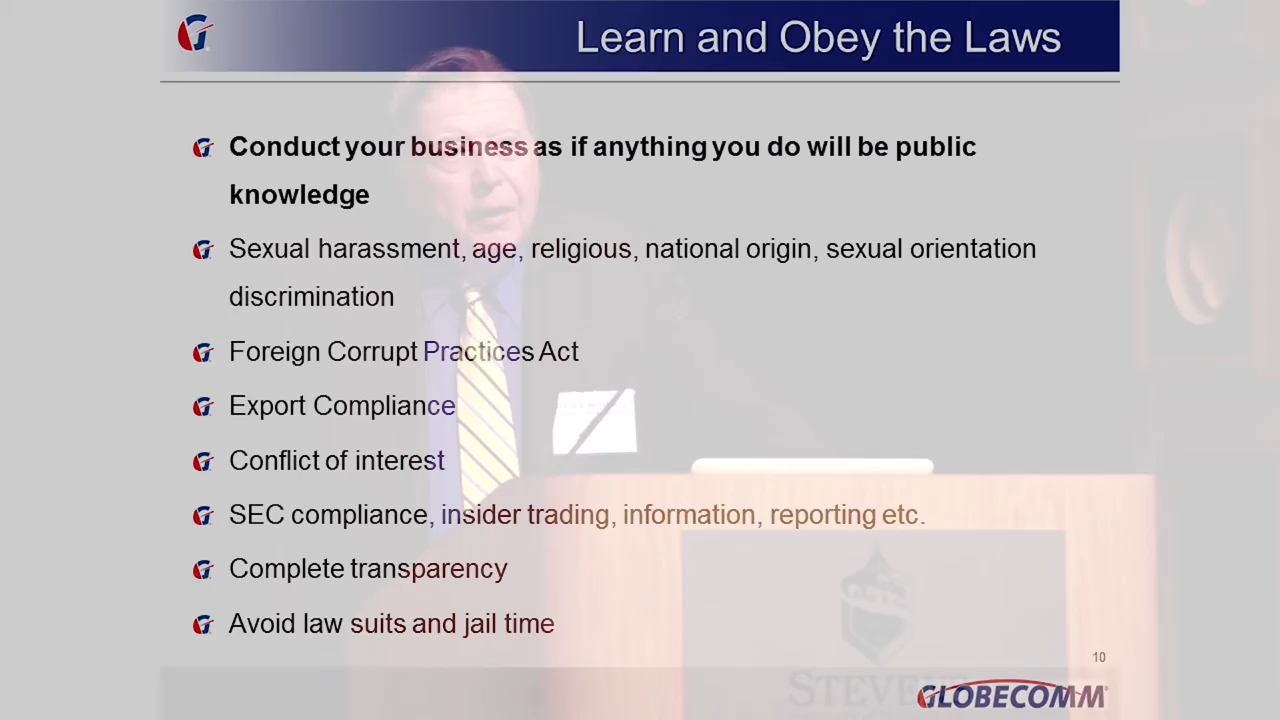 Learn and Obey the Laws
Conduct your business as if anything you do will be public
knowledge
Sexual harassment, age, religious, national origin, sexual orientation
discrimination
Foreign Corrupt Practices Act
Export Compliance
Conflict of interest
SEC compliance, insider trading, information, reporting etc.
Complete transparency
Avoid law suits and jail time
10
GLOBECOMM